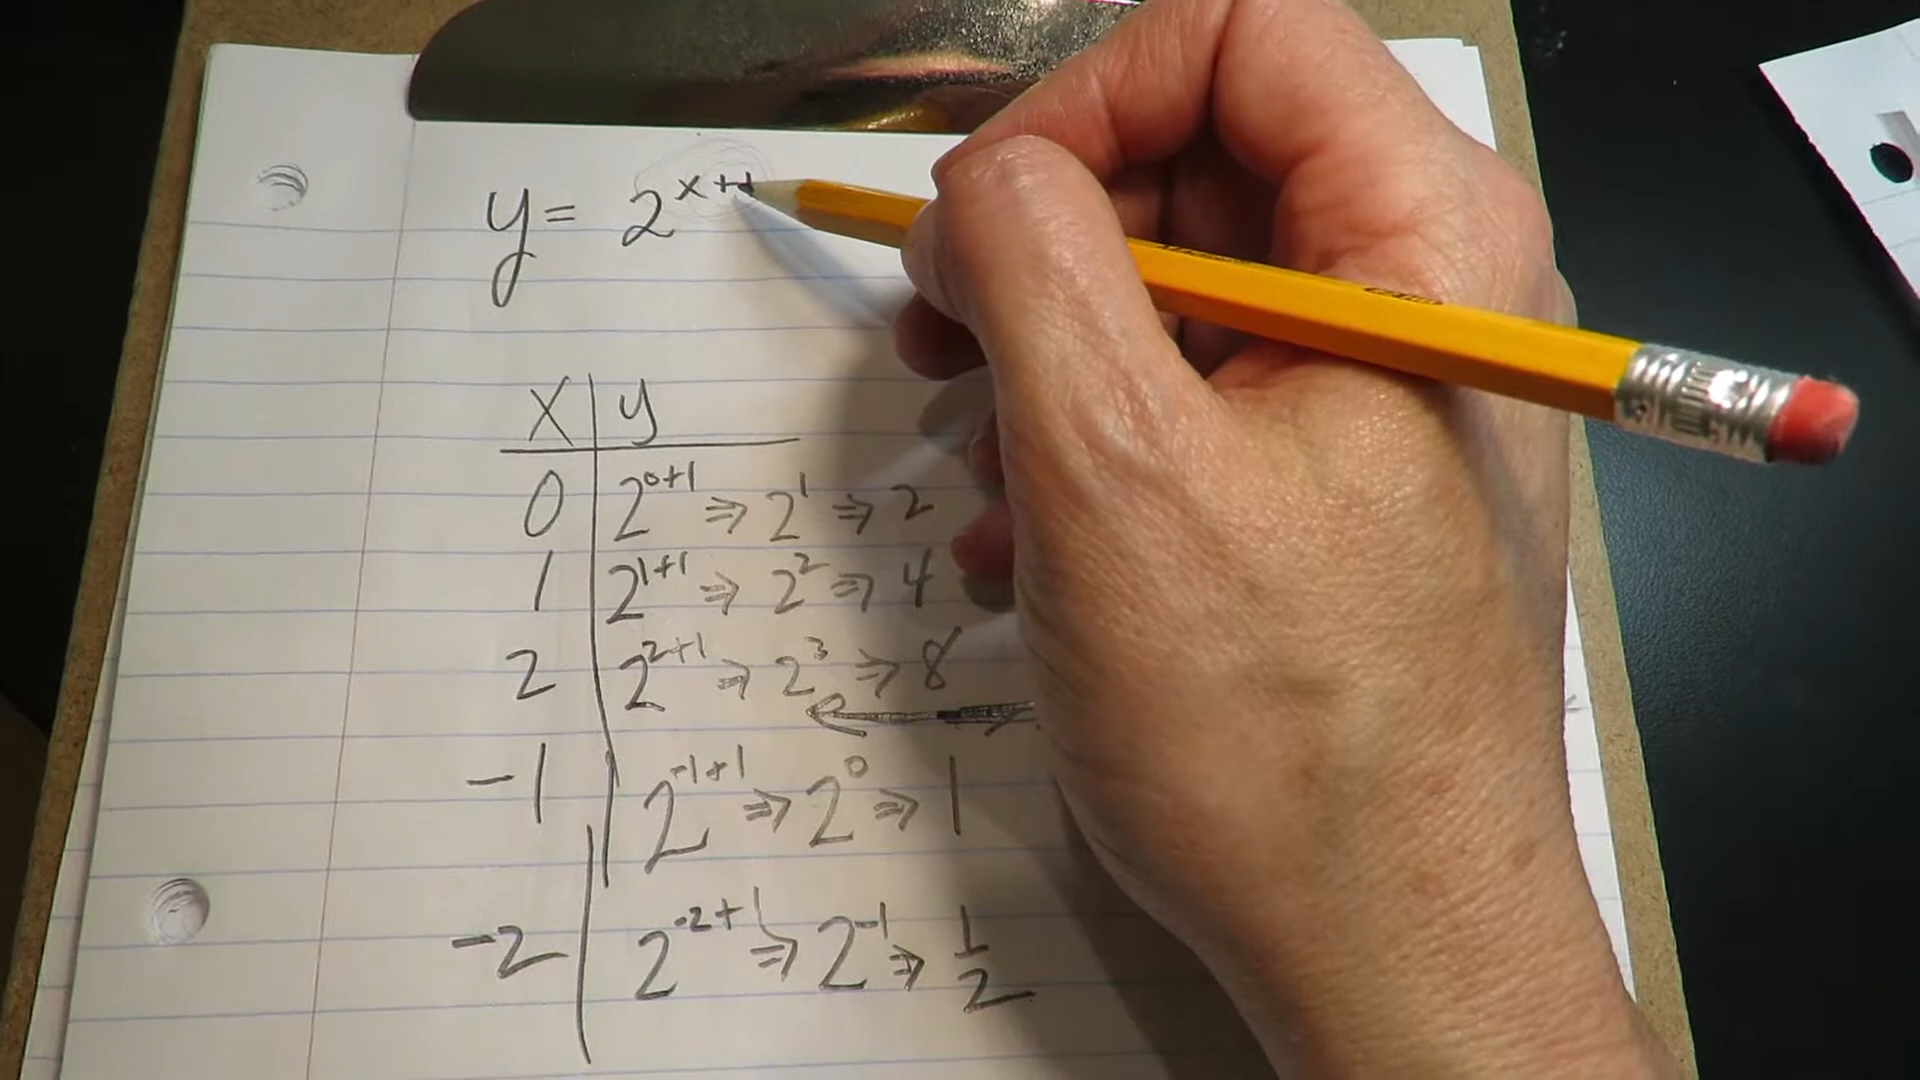 y = 2^(x+1)
x | y
0 | 2^(0+1) ⇒ 2^1 ⇒ 2
1 | 2^(1+1) ⇒ 2^2 ⇒ 4
2 | 2^(2+1) ⇒ 2^3 ⇒ 8
-1 | 2^(-1+1) ⇒ 2^0 ⇒ 1
-2 | 2^(-2+1) ⇒ 2^(-1) ⇒ 1/2